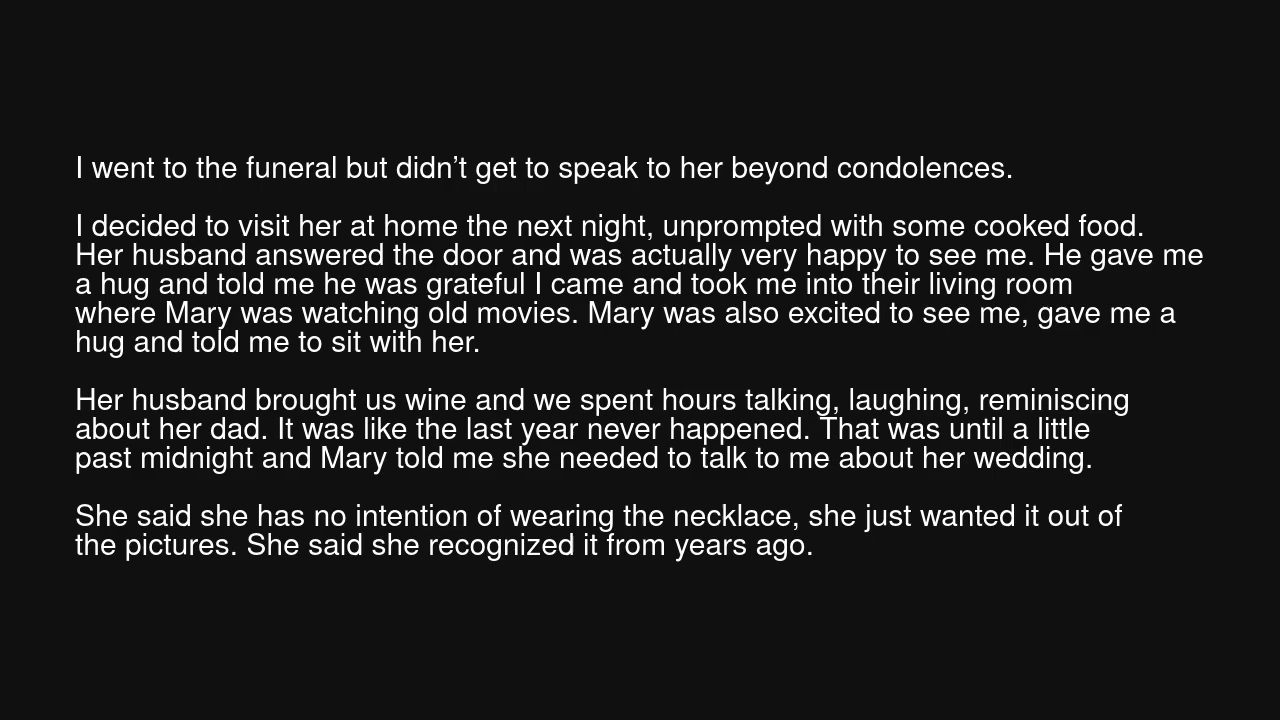 I went to the funeral but didn’t get to speak to her beyond condolences.
I decided to visit her at home the next night, unprompted with some cooked food.
Her husband answered the door and was actually very happy to see me. He gave me
a hug and told me he was grateful I came and took me into their living room
where Mary was watching old movies. Mary was also excited to see me, gave me a
hug and told me to sit with her.
Her husband brought us wine and we spent hours talking, laughing, reminiscing
about her dad. It was like the last year never happened. That was until a little
past midnight and Mary told me she needed to talk to me about her wedding.
She said she has no intention of wearing the necklace, she just wanted it out of
the pictures. She said she recognized it from years ago.